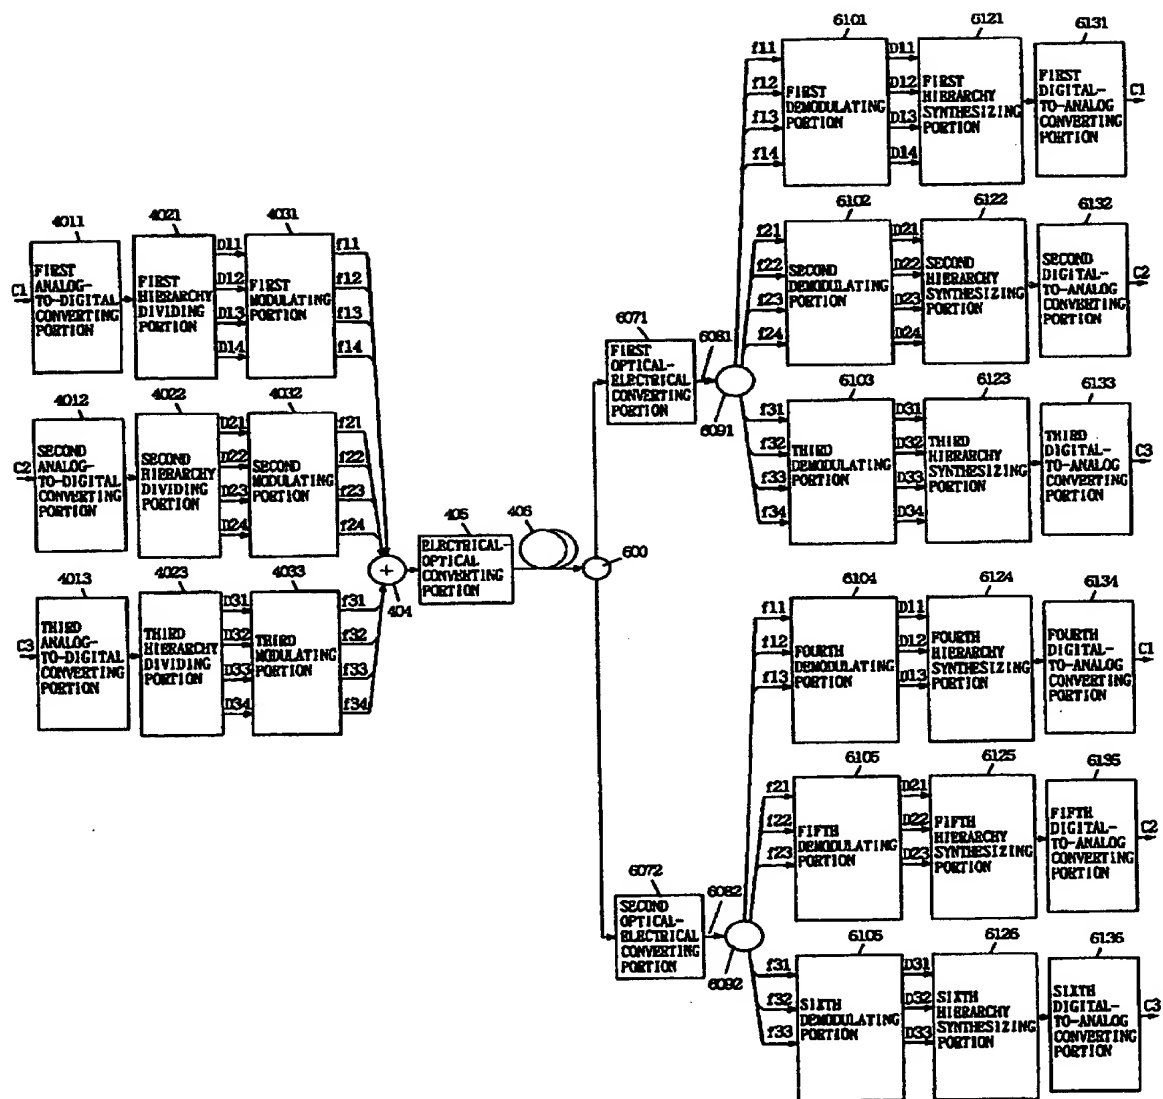 6101
6121
6131
f11
f12
f13
f14
FIRST
DEMODULATING
PORTION
D11
D12
D13
D14
FIRST
HIERARCHY
SYNTHESIZING
PORTION
FIRST
DIGITAL-
TO-ANALOG
CONVERTING
PORTION
C1
4011
4021
4031
C1
FIRST
ANALOG-
TO-DIGITAL
CONVERTING
PORTION
FIRST
HIERARCHY
DIVIDING
PORTION
D11
D12
D13
D14
FIRST
MODULATING
PORTION
f11
f12
f13
f14
6102
6122
6132
f21
f22
f23
f24
SECOND
DEMODULATING
PORTION
D21
D22
D23
D24
SECOND
HIERARCHY
SYNTHESIZING
PORTION
SECOND
DIGITAL-
TO-ANALOG
CONVERTING
PORTION
C2
6071
FIRST
OPTICAL-
ELECTRICAL
CONVERTING
PORTION
6081
6091
4012
4022
4032
C2
SECOND
ANALOG-
TO-DIGITAL
CONVERTING
PORTION
SECOND
HIERARCHY
DIVIDING
PORTION
D21
D22
D23
D24
SECOND
MODULATING
PORTION
f21
f22
f23
f24
6103
6123
6133
f31
f32
f33
f34
THIRD
DEMODULATING
PORTION
D31
D32
D33
D34
THIRD
HIERARCHY
SYNTHESIZING
PORTION
THIRD
DIGITAL-
TO-ANALOG
CONVERTING
PORTION
C3
405
406
ELECTRICAL-
OPTICAL
CONVERTING
PORTION
600
+
404
4013
4023
4033
C3
THIRD
ANALOG-
TO-DIGITAL
CONVERTING
PORTION
THIRD
HIERARCHY
DIVIDING
PORTION
D31
D32
D33
D34
THIRD
MODULATING
PORTION
f31
f32
f33
f34
6104
6124
6134
f11
f12
f13
FOURTH
DEMODULATING
PORTION
D11
D12
D13
FOURTH
HIERARCHY
SYNTHESIZING
PORTION
FOURTH
DIGITAL-
TO-ANALOG
CONVERTING
PORTION
C1
6105
6125
6135
f21
f22
f23
FIFTH
DEMODULATING
PORTION
D21
D22
D23
FIFTH
HIERARCHY
SYNTHESIZING
PORTION
FIFTH
DIGITAL-
TO-ANALOG
CONVERTING
PORTION
C2
6072
SECOND
OPTICAL-
ELECTRICAL
CONVERTING
PORTION
6082
6092
6105
6126
6136
f31
f32
f33
SIXTH
DEMODULATING
PORTION
D31
D32
D33
SIXTH
HIERARCHY
SYNTHESIZING
PORTION
SIXTH
DIGITAL-
TO-ANALOG
CONVERTING
PORTION
C3